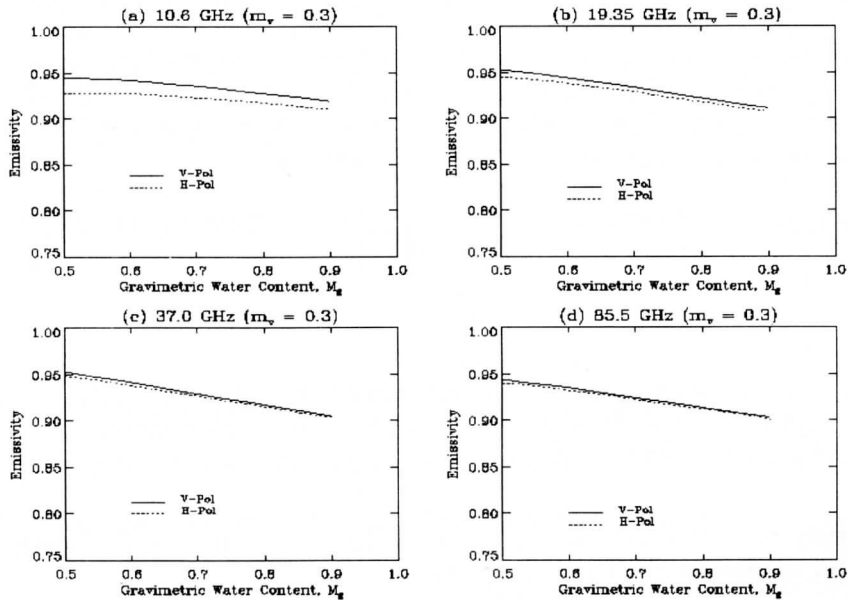 (a) 10.6 GHz (m_v = 0.3)
1.00
0.95
0.90
0.85
0.80
0.75
Emissivity
V-Pol
H-Pol
0.5 0.6 0.7 0.8 0.9 1.0
Gravimetric Water Content, M_g
(b) 19.35 GHz (m_v = 0.3)
1.00
0.95
0.90
0.85
0.80
0.75
Emissivity
V-Pol
H-Pol
0.5 0.6 0.7 0.8 0.9 1.0
Gravimetric Water Content, M_g
(c) 37.0 GHz (m_v = 0.3)
1.00
0.95
0.90
0.85
0.80
0.75
Emissivity
V-Pol
H-Pol
0.5 0.6 0.7 0.8 0.9 1.0
Gravimetric Water Content, M_g
(d) 85.5 GHz (m_v = 0.3)
1.00
0.95
0.90
0.85
0.80
0.75
Emissivity
V-Pol
H-Pol
0.5 0.6 0.7 0.8 0.9 1.0
Gravimetric Water Content, M_g